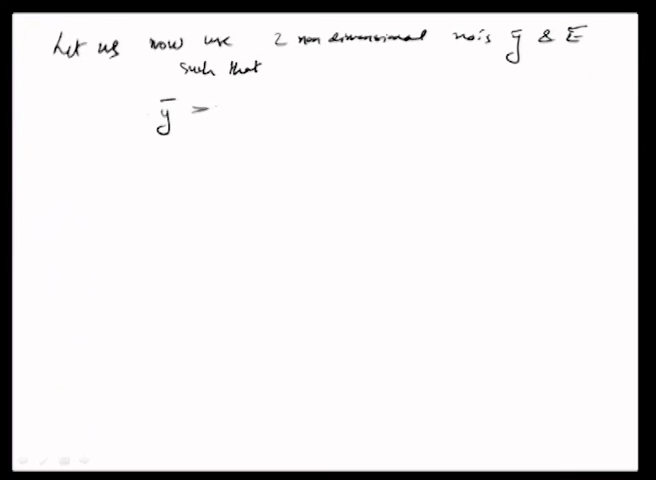 Let us now use 2 non dimensional no's ȳ & Ē
such that
ȳ =